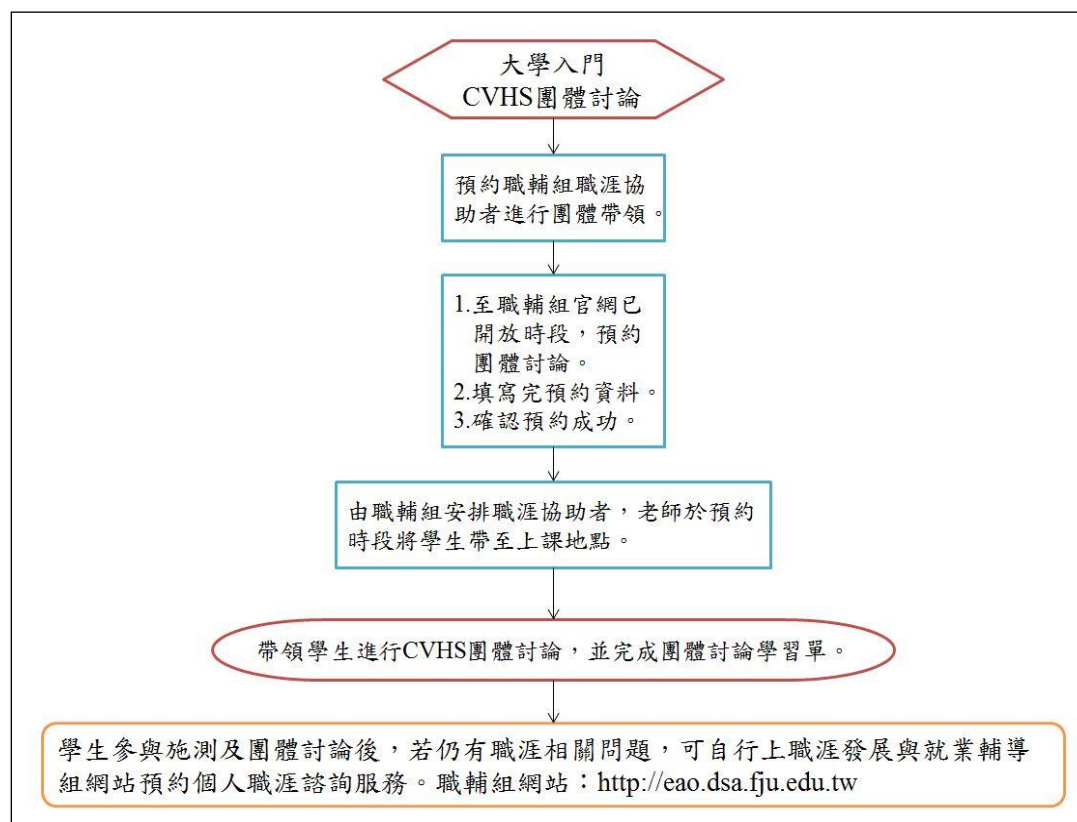 大學入門
CVHS團體討論
預約職輔組職涯協
助者進行團體帶領。
1.至職輔組官網已
開放時段，預約
團體討論。
2.填寫完預約資料。
3.確認預約成功。
由職輔組安排職涯協助者，老師於預約
時段將學生帶至上課地點。
帶領學生進行CVHS團體討論，並完成團體討論學習單。
學生參與施測及團體討論後，若仍有職涯相關問題，可自行上職涯發展與就業輔導
組網站預約個人職涯諮詢服務。職輔組網站：http://eao.dsa.fju.edu.tw